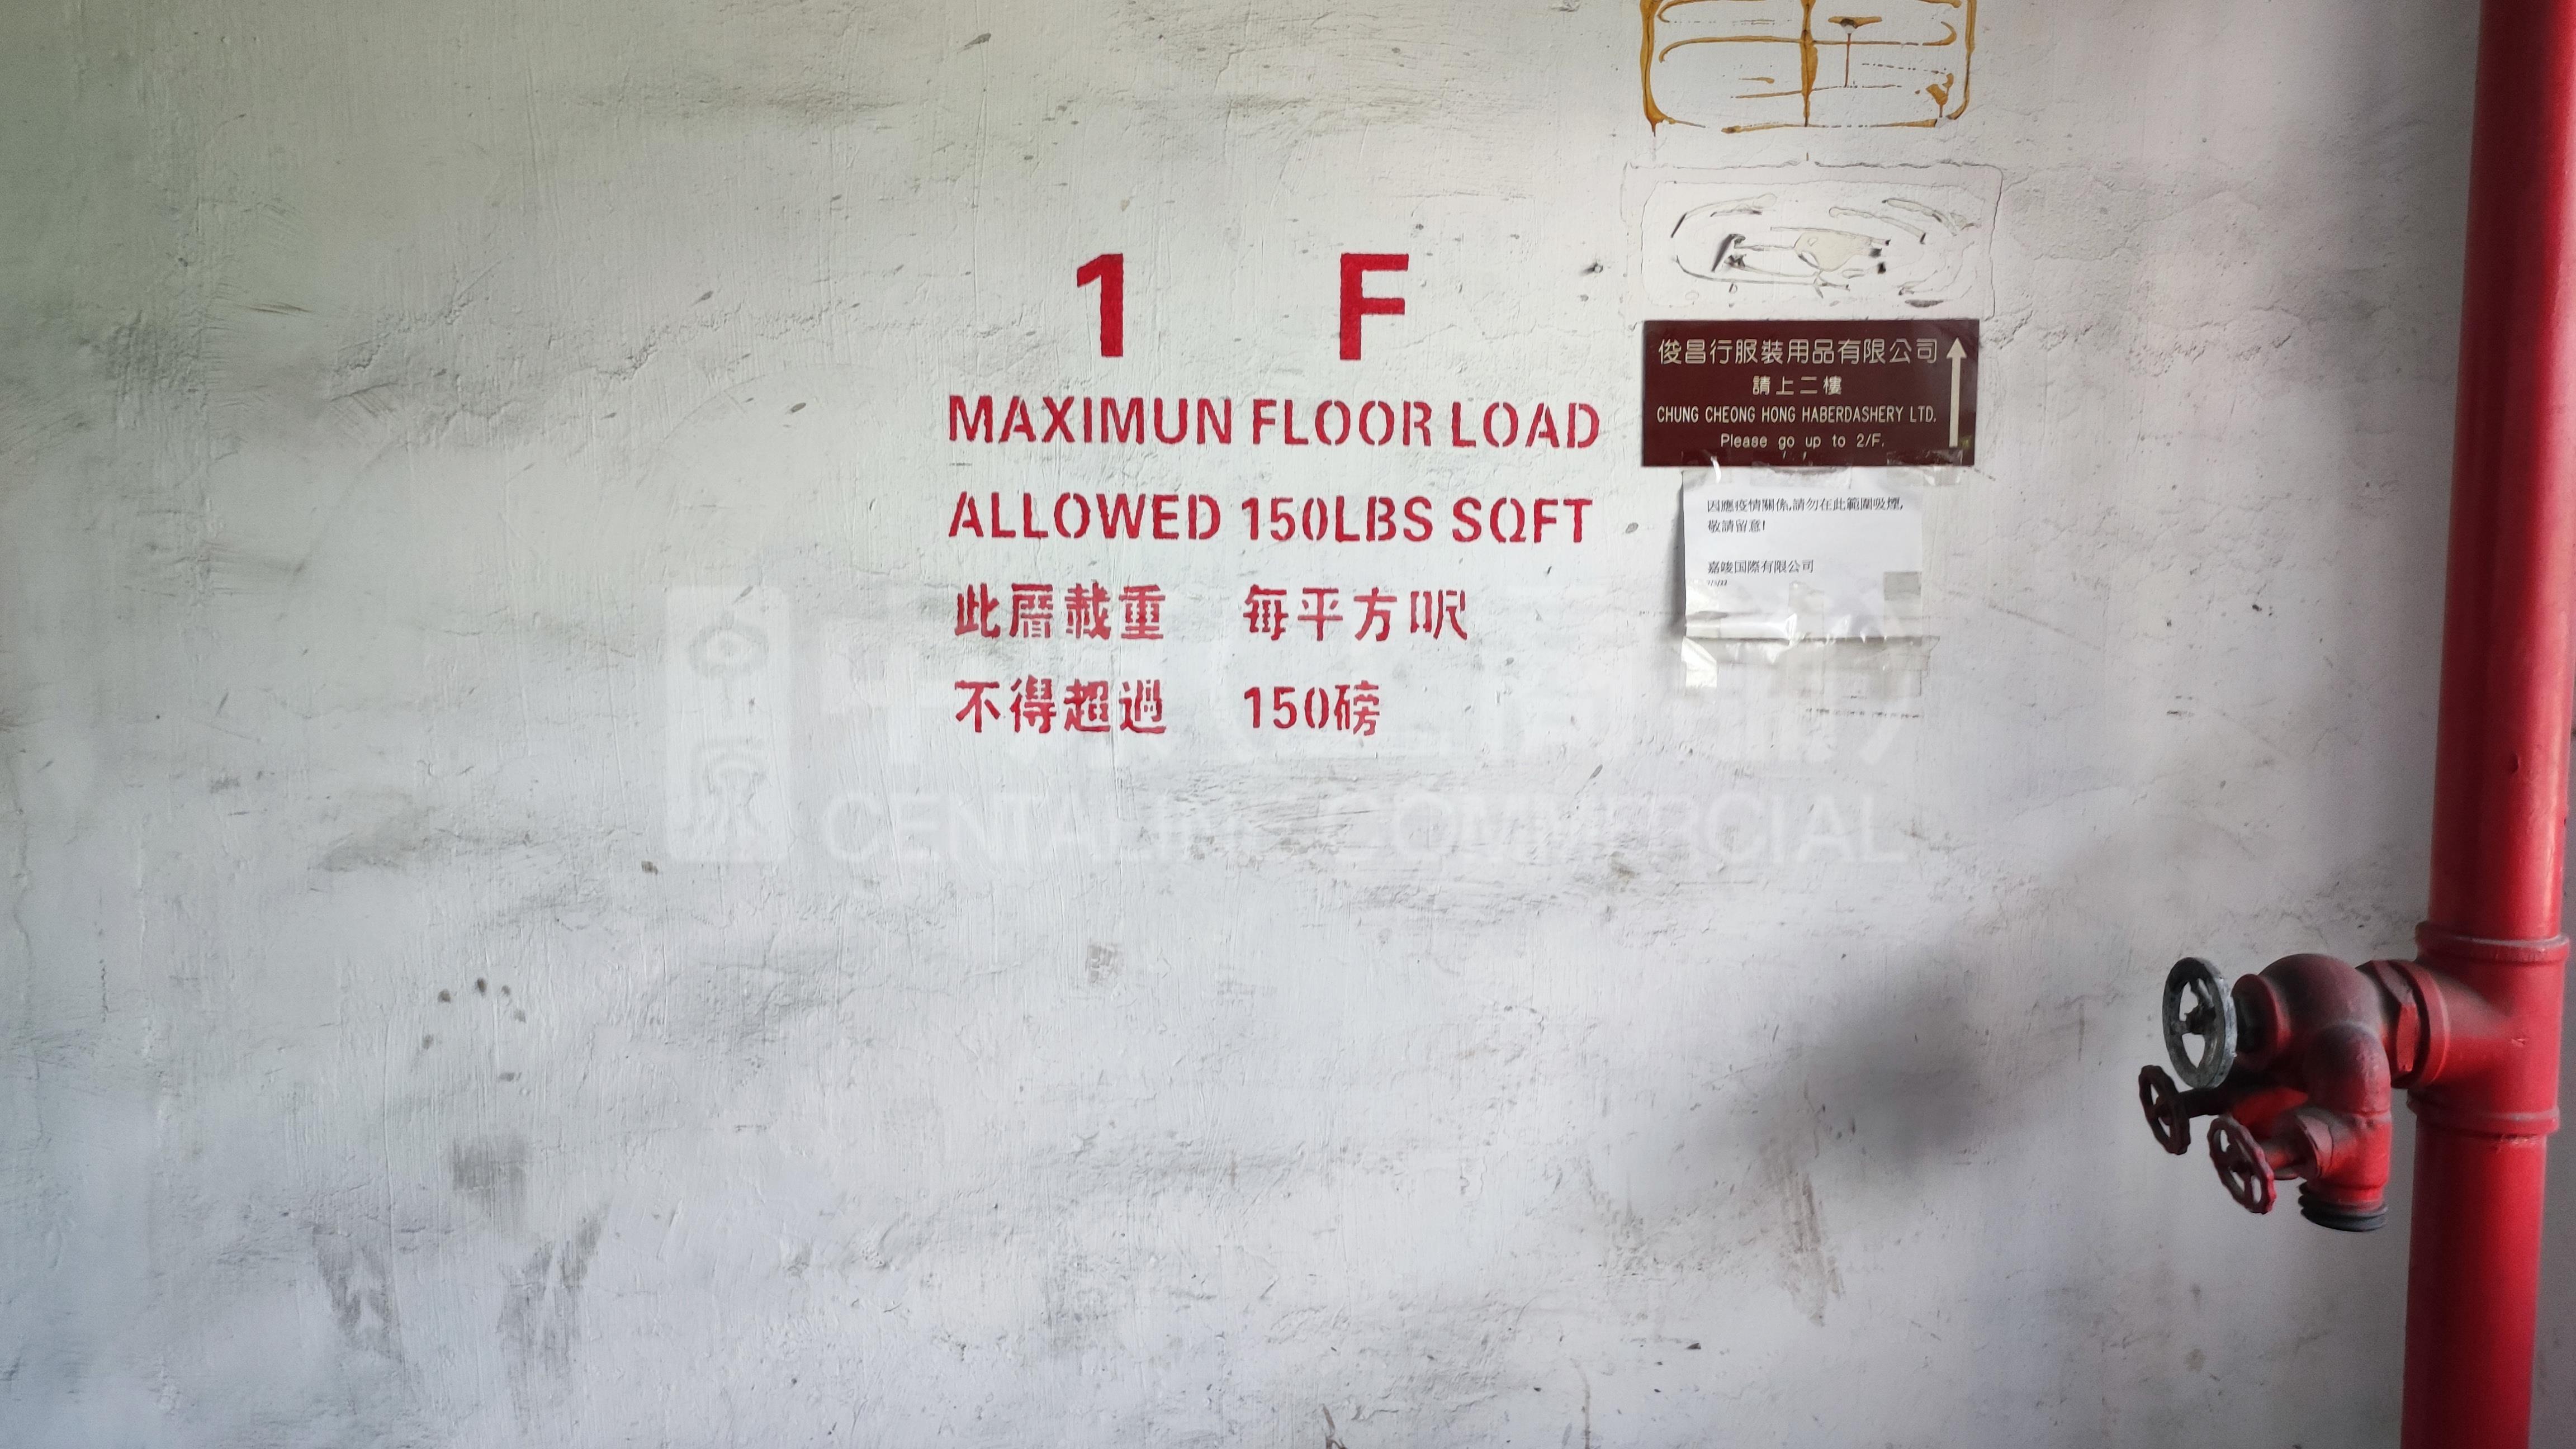 1 F
MAXIMUN FLOOR LOAD
ALLOWED 150LBS SQFT
此層載重 每平方呎
不得超過 150磅
俊昌行服裝用品有限公司
請上二樓
CHUNG CHEONG HONG HABERDASHERY LTD.
Please go up to 2/F.
因應疫情關係,請勿在此範圍吸煙,
敬請留意!
嘉竣国際有限公司
CENTALINE COMMERCIAL